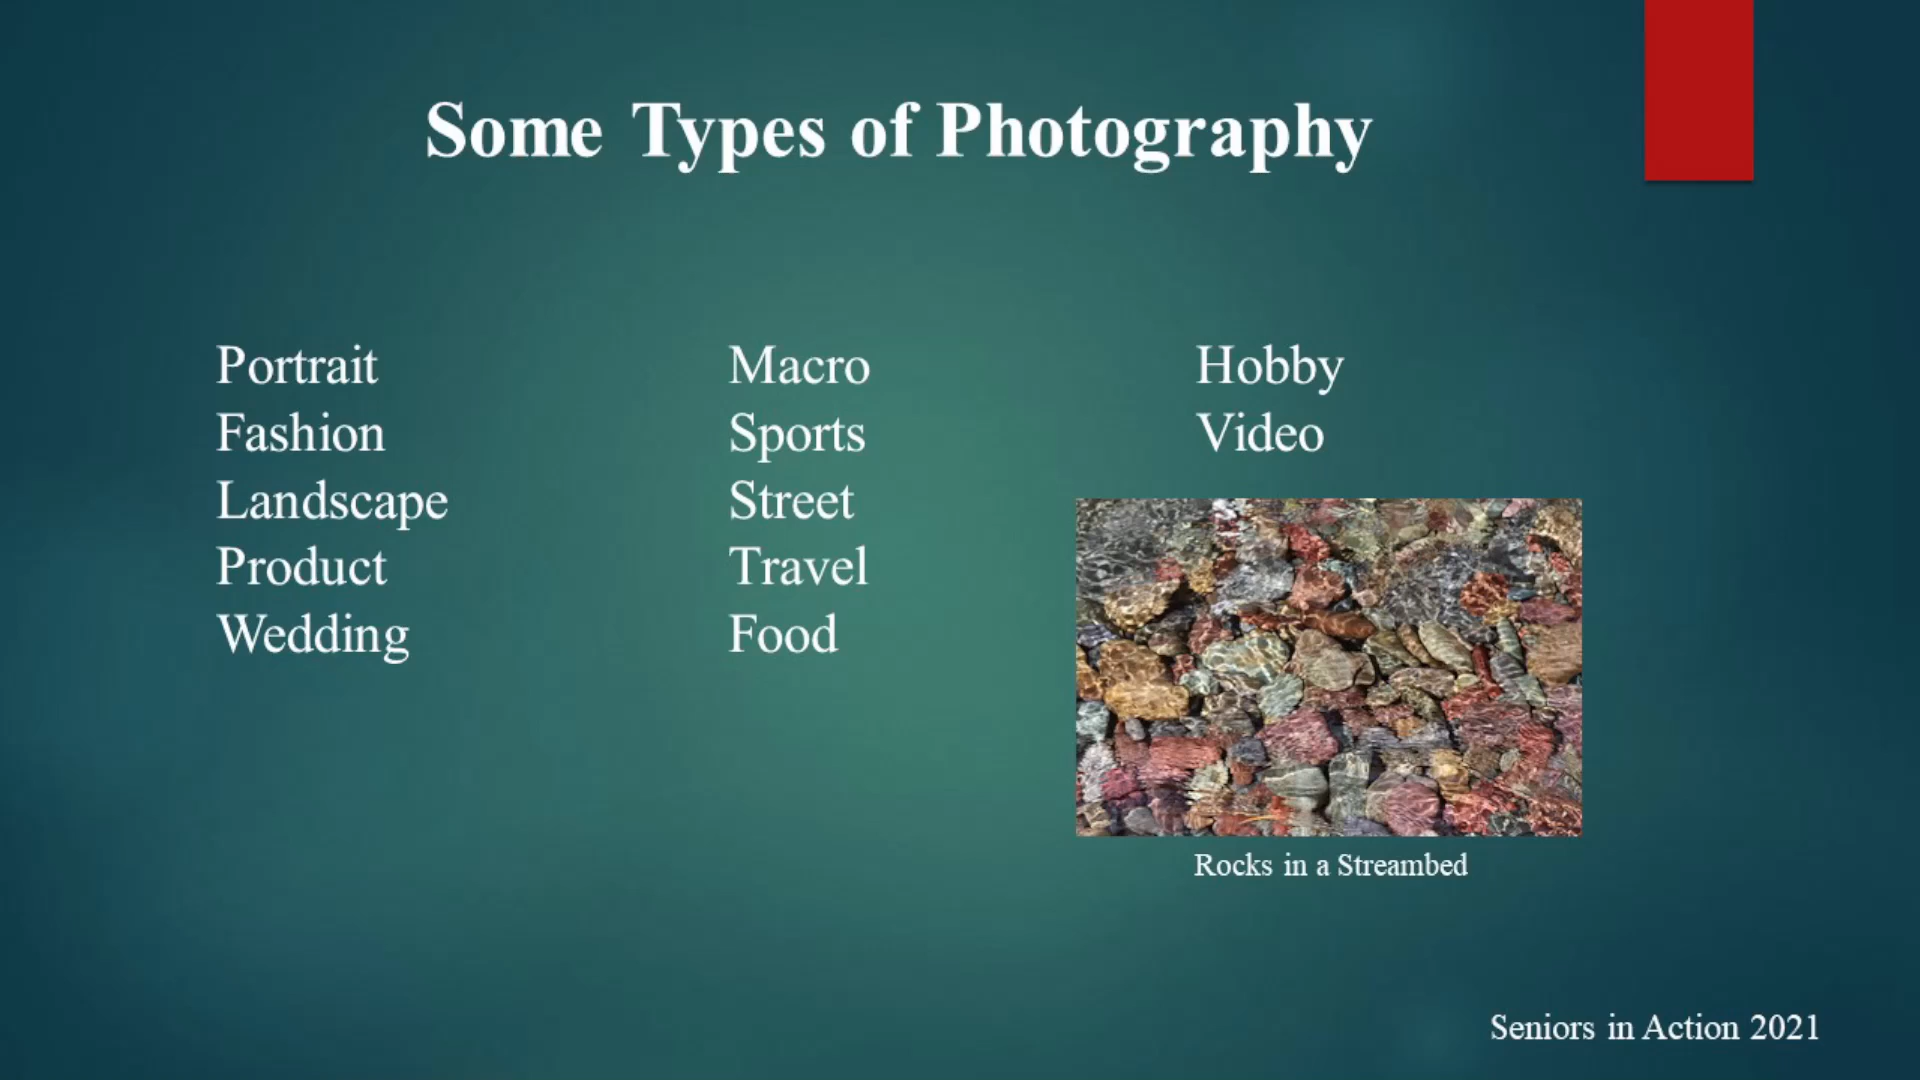 Some Types of Photography
Portrait
Fashion
Landscape
Product
Wedding
Macro
Sports
Street
Travel
Food
Hobby
Video
Rocks in a Streambed
Seniors in Action 2021